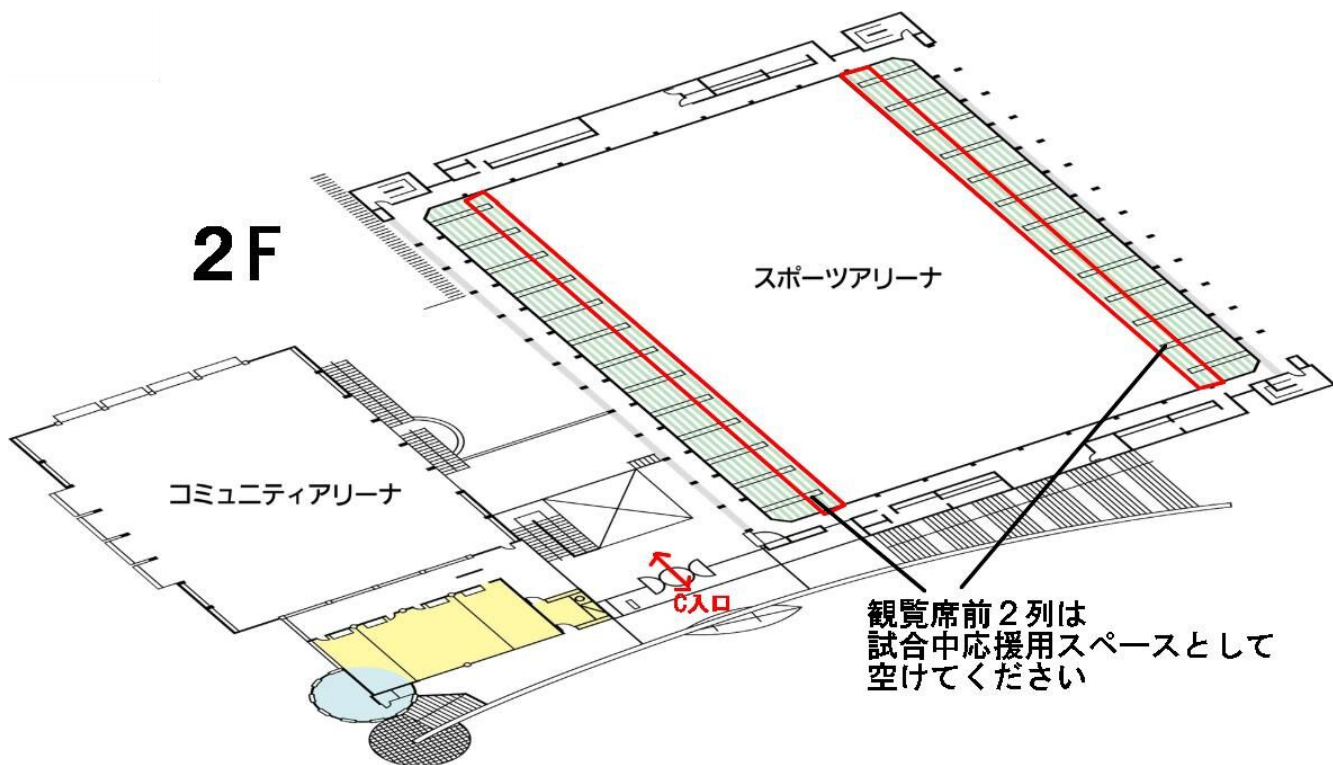 2F
スポーツアリーナ
コミュニティアリーナ
C入口
観覧席前2列は
試合中応援用スペースとして
空けてください